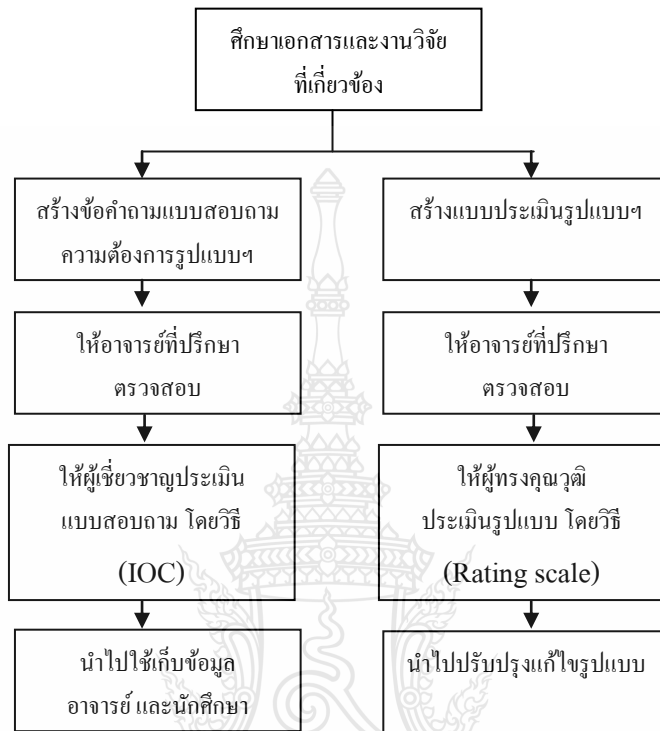 ศึกษาเอกสารและงานวิจัย
ที่เกี่ยวข้อง
สร้างข้อคำถามแบบสอบถาม
ความต้องการรูปแบบฯ
ให้อาจารย์ที่ปรึกษา
ตรวจสอบ
ให้ผู้เชี่ยวชาญประเมิน
แบบสอบถาม โดยวิธี
(IOC)
นำไปใช้เก็บข้อมูล
อาจารย์ และนักศึกษา
สร้างแบบประเมินรูปแบบฯ
ให้อาจารย์ที่ปรึกษา
ตรวจสอบ
ให้ผู้ทรงคุณวุฒิ
ประเมินรูปแบบ โดยวิธี
(Rating scale)
นำไปปรับปรุงแก้ไขรูปแบบ